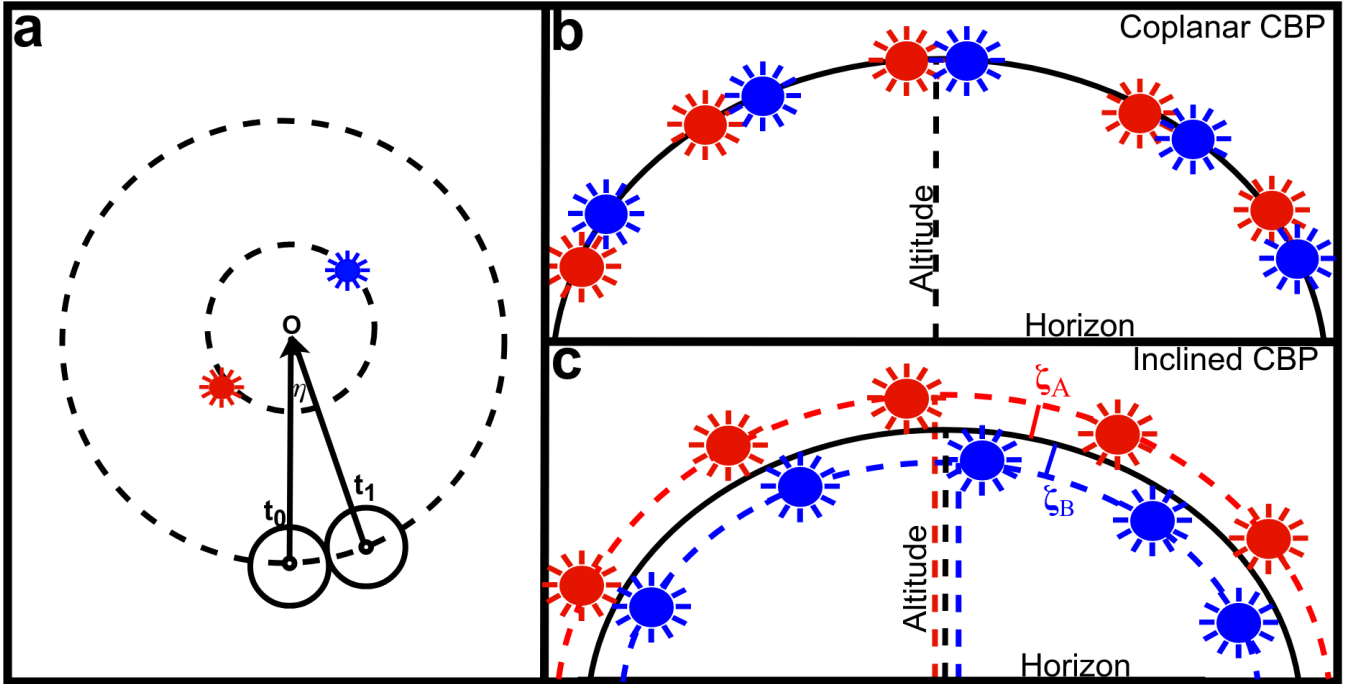 a
O
η
t0
t1
b
Coplanar CBP
Altitude
Horizon
c
Inclined CBP
ζA
ζB
Altitude
Horizon